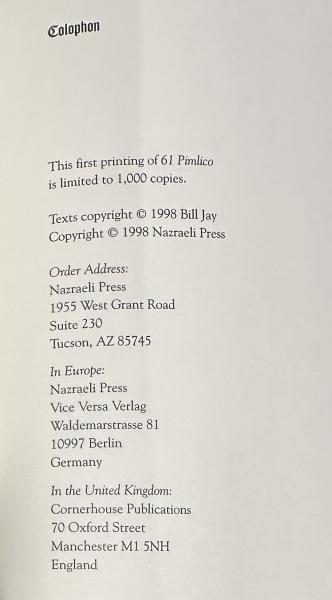 Colophon
This first printing of 61 Pimlico
is limited to 1,000 copies.
Texts copyright © 1998 Bill Jay
Copyright © 1998 Nazraeli Press
Order Address:
Nazraeli Press
1955 West Grant Road
Suite 230
Tucson, AZ 85745
In Europe:
Nazraeli Press
Vice Versa Verlag
Waldemarstrasse 81
10997 Berlin
Germany
In the United Kingdom:
Cornerhouse Publications
70 Oxford Street
Manchester M1 5NH
England